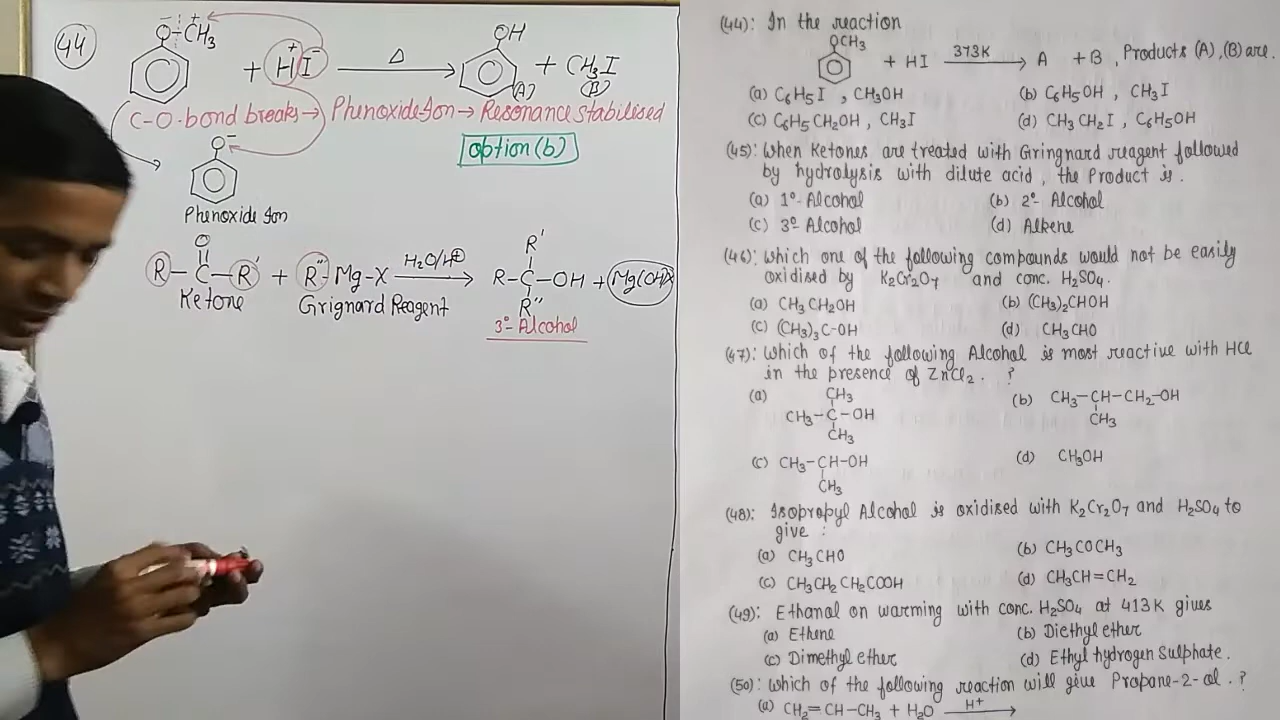 44
O⁻ – CH₃⁺ + H⁺I⁻ —Δ→ OH (A) + CH₃I (B)
C-O-bond breaks → Phenoxide Ion → Resonance stabilised
O⁻
option (b)
Phenoxide Ion
O
R'
R – C – R' + R'' – Mg – X —H₂O/H⊕→ R – C – OH + Mg(OH)X
R''
Ketone Grignard Reagent
3°- Alcohol
(44): In the reaction
OCH₃ + HI —373K→ A + B , Products (A),(B) are.
(a) C₆H₅I , CH₃OH (b) C₆H₅OH , CH₃I
(c) C₆H₅CH₂OH , CH₃I (d) CH₃CH₂I , C₆H₅OH
(45): When Ketones are treated with Gringnard reagent followed
by hydrolysis with dilute acid , the Product is .
(a) 1°- Alcohol (b) 2°- Alcohol
(c) 3° Alcohol (d) Alkene
(46): which one of the following compounds would not be easily
oxidised by K₂Cr₂O₇ and conc. H₂SO₄.
(a) CH₃CH₂OH (b) (CH₃)₂CHOH
(c) (CH₃)₃C-OH (d) CH₃CHO
(47): Which of the following Alcohol is most reactive with HCl
in the presence of ZnCl₂ . ?
(a) CH₃ (b) CH₃–CH–CH₂–OH
CH₃–C–OH CH₃
CH₃
(c) CH₃–CH–OH (d) CH₃OH
CH₃
(48): Isopropyl Alcohal is oxidised with K₂Cr₂O₇ and H₂SO₄ to
give :
(a) CH₃CHO (b) CH₃COCH₃
(c) CH₃CH₂CH₂COOH (d) CH₃CH=CH₂
(49): Ethanal on warming with conc. H₂SO₄ at 413K gives
(a) Ethene (b) Diethyl ether
(c) Dimethyl ether (d) Ethyl hydrogen Sulphate.
(50): Which of the following reaction will give Propane-2-ol . ?
(a) CH₂=CH–CH₃ + H₂O —H⁺→